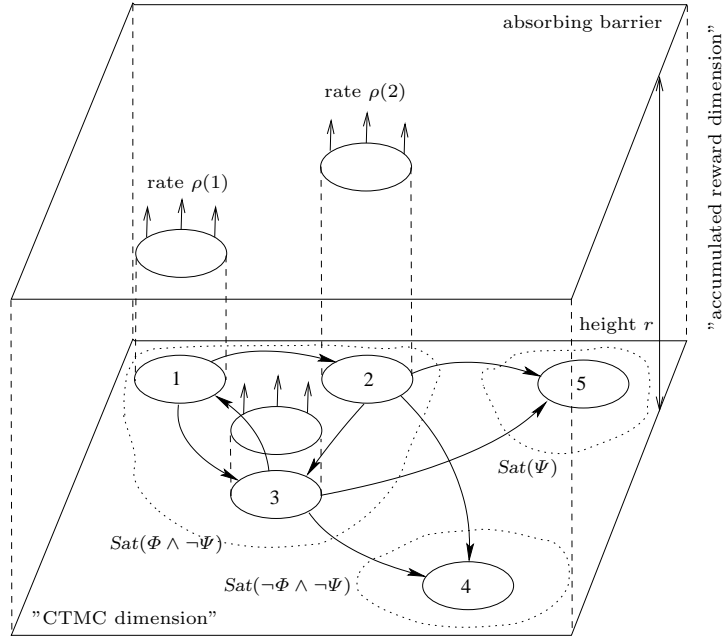 absorbing barrier
rate ρ(2)
rate ρ(1)
"accumulated reward dimension"
height r
1
2
5
3
Sat(Ψ)
Sat(Φ ∧ ¬Ψ)
Sat(¬Φ ∧ ¬Ψ)
4
"CTMC dimension"